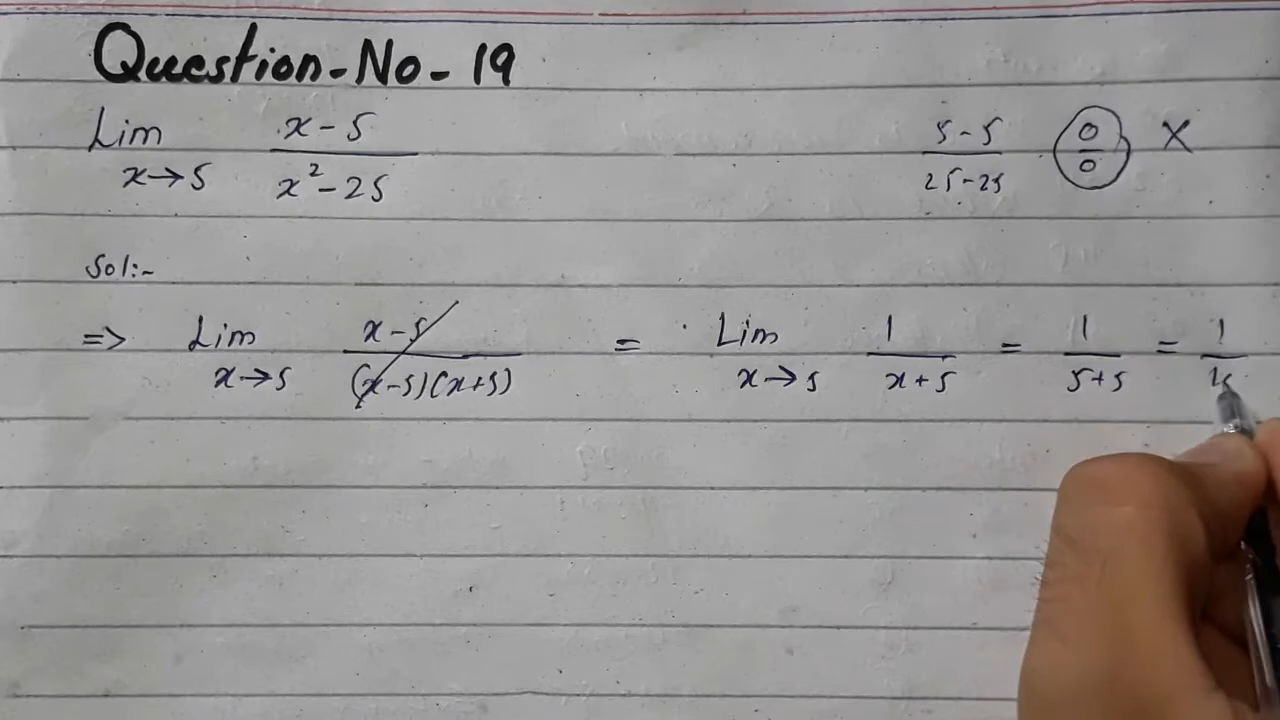 Question-No-19
Lim x→5 x-5 / x²-25
5-5 / 25-25 0/0 X
Sol:~
=> Lim x→5 x-5 / (x-5)(x+5) = Lim x→5 1 / x+5 = 1 / 5+5 = 1 /